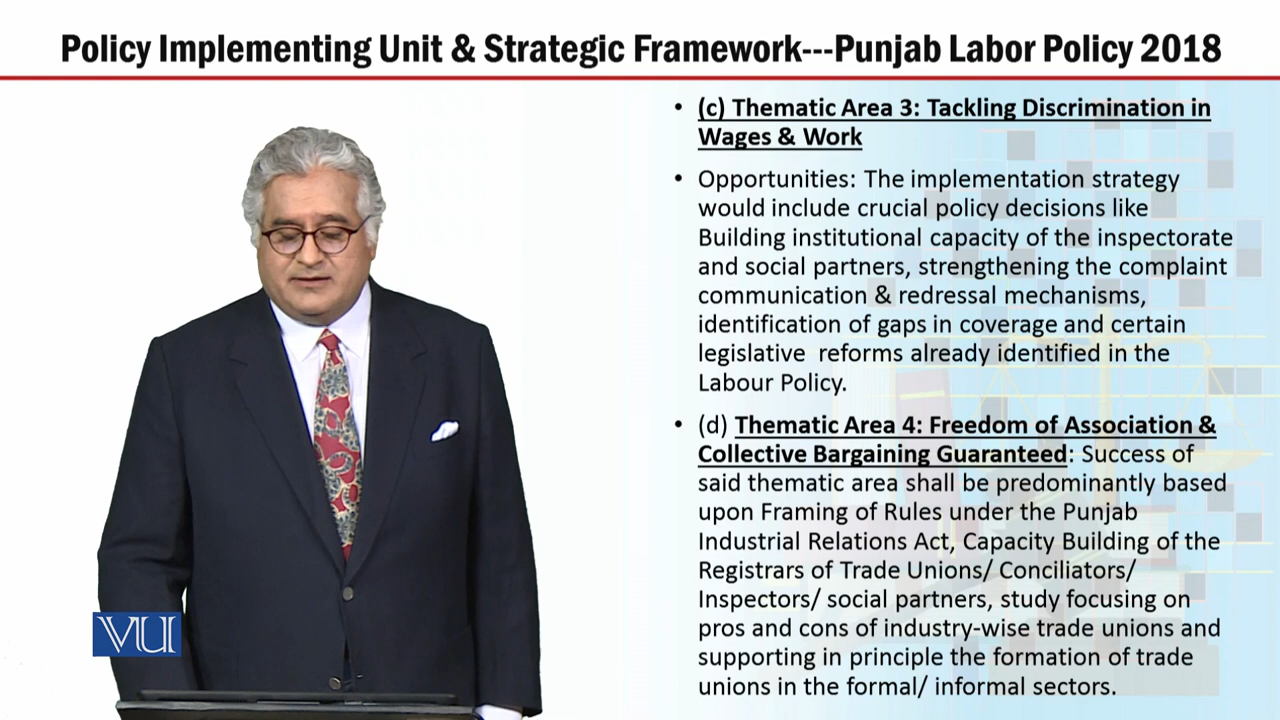 Policy Implementing Unit & Strategic Framework---Punjab Labor Policy 2018
• (c) Thematic Area 3: Tackling Discrimination in
Wages & Work
• Opportunities: The implementation strategy
would include crucial policy decisions like
Building institutional capacity of the inspectorate
and social partners, strengthening the complaint
communication & redressal mechanisms,
identification of gaps in coverage and certain
legislative reforms already identified in the
Labour Policy.
• (d) Thematic Area 4: Freedom of Association &
Collective Bargaining Guaranteed: Success of
said thematic area shall be predominantly based
upon Framing of Rules under the Punjab
Industrial Relations Act, Capacity Building of the
Registrars of Trade Unions/ Conciliators/
Inspectors/ social partners, study focusing on
pros and cons of industry-wise trade unions and
supporting in principle the formation of trade
unions in the formal/ informal sectors.
VU